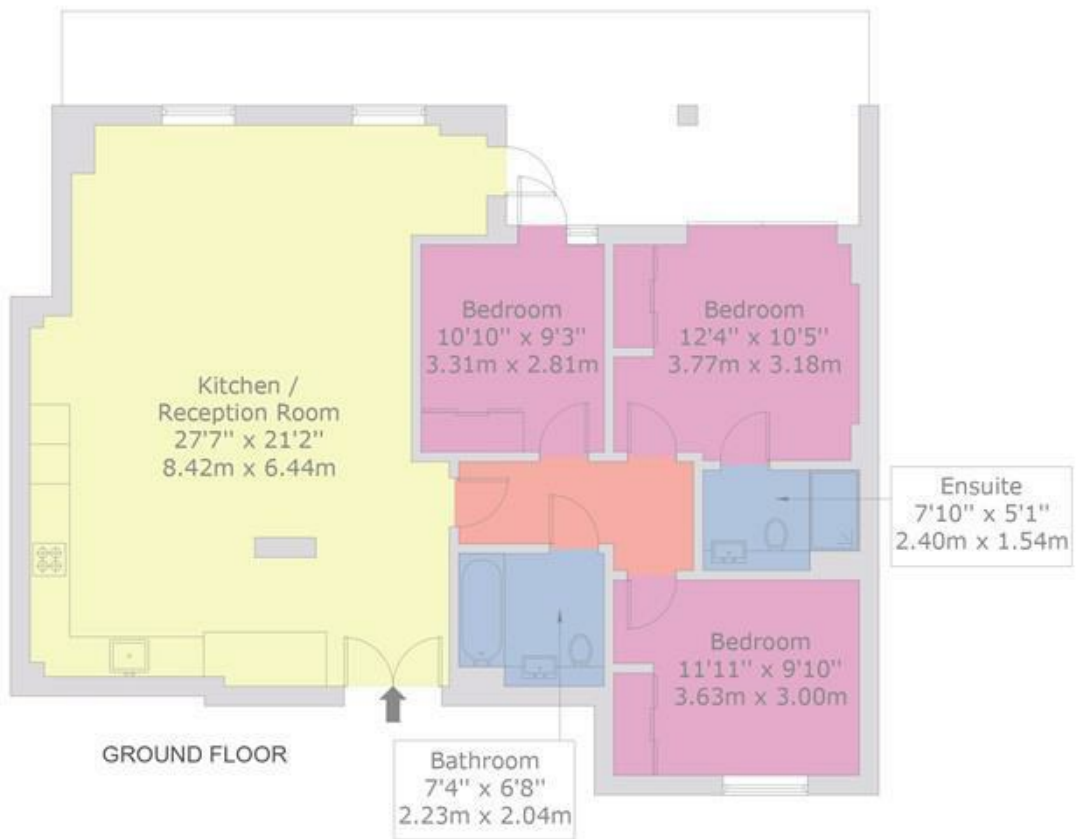 Bedroom
10'10'' x 9'3''
3.31m x 2.81m
Bedroom
12'4'' x 10'5''
3.77m x 3.18m
Kitchen /
Reception Room
27'7'' x 21'2''
8.42m x 6.44m
Ensuite
7'10'' x 5'1''
2.40m x 1.54m
Bedroom
11'11'' x 9'10''
3.63m x 3.00m
GROUND FLOOR
Bathroom
7'4'' x 6'8''
2.23m x 2.04m